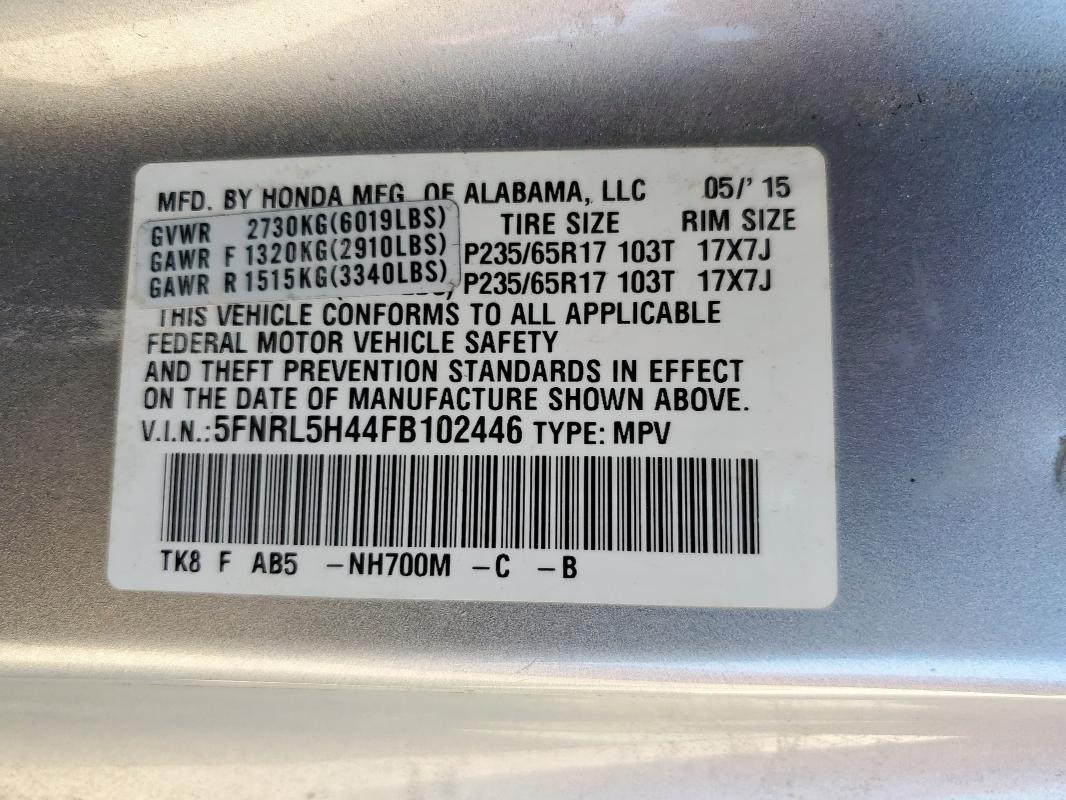 MFD. BY HONDA MFG. OF ALABAMA, LLC 05/' 15
TIRE SIZE RIM SIZE
GVWR 2730KG(6019LBS)
GAWR F 1320KG(2910LBS) P235/65R17 103T 17X7J
GAWR R 1515KG(3340LBS) P235/65R17 103T 17X7J
THIS VEHICLE CONFORMS TO ALL APPLICABLE
FEDERAL MOTOR VEHICLE SAFETY
AND THEFT PREVENTION STANDARDS IN EFFECT
ON THE DATE OF MANUFACTURE SHOWN ABOVE.
V.I.N.: 5FNRL5H44FB102446 TYPE: MPV
TK8 F AB5 -NH700M -C -B